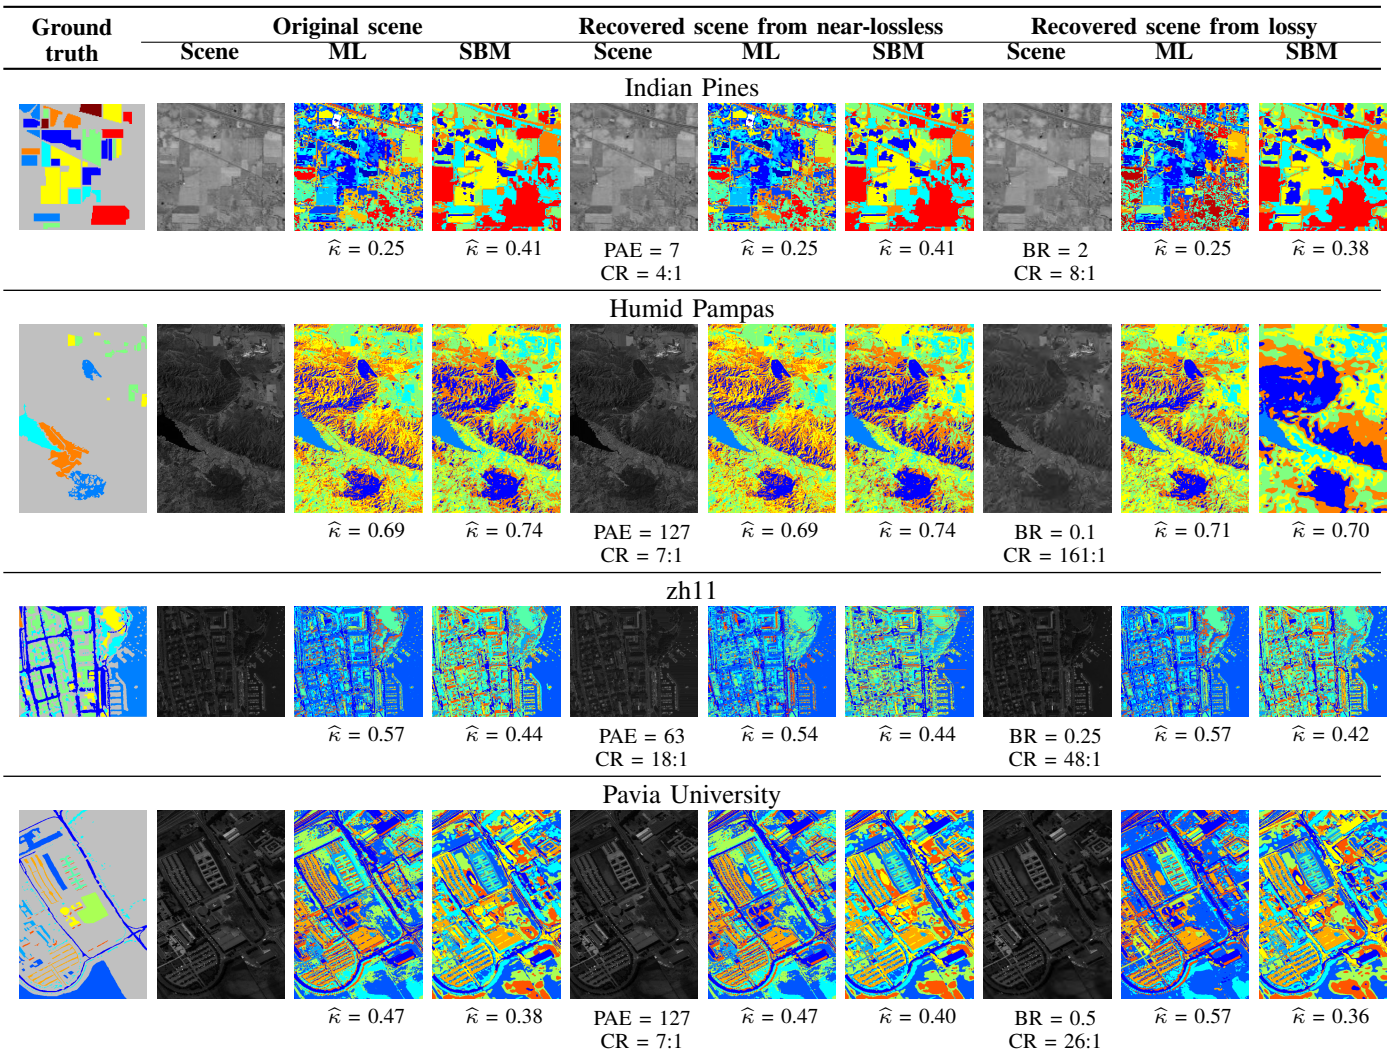 Ground truth Original scene Recovered scene from near-lossless Recovered scene from lossy
Scene ML SBM Scene ML SBM Scene ML SBM
Indian Pines
κ̂ = 0.25 κ̂ = 0.41 PAE = 7 κ̂ = 0.25 κ̂ = 0.41 BR = 2 κ̂ = 0.25 κ̂ = 0.38
CR = 4:1 CR = 8:1
Humid Pampas
κ̂ = 0.69 κ̂ = 0.74 PAE = 127 κ̂ = 0.69 κ̂ = 0.74 BR = 0.1 κ̂ = 0.71 κ̂ = 0.70
CR = 7:1 CR = 161:1
zh11
κ̂ = 0.57 κ̂ = 0.44 PAE = 63 κ̂ = 0.54 κ̂ = 0.44 BR = 0.25 κ̂ = 0.57 κ̂ = 0.42
CR = 18:1 CR = 48:1
Pavia University
κ̂ = 0.47 κ̂ = 0.38 PAE = 127 κ̂ = 0.47 κ̂ = 0.40 BR = 0.5 κ̂ = 0.57 κ̂ = 0.36
CR = 7:1 CR = 26:1